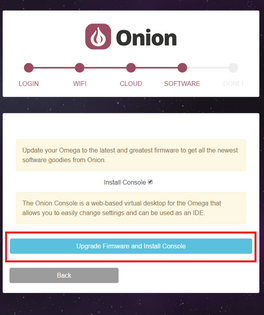 Onion
LOGIN WIFI CLOUD SOFTWARE
Update your Omega to the latest and greatest firmware to get all the newest
software goodies from Onion.
Install Console
The Onion Console is a web-based virtual desktop for the Omega that
allows you to easily change settings and can be used as an IDE.
Upgrade Firmware and Install Console
Back